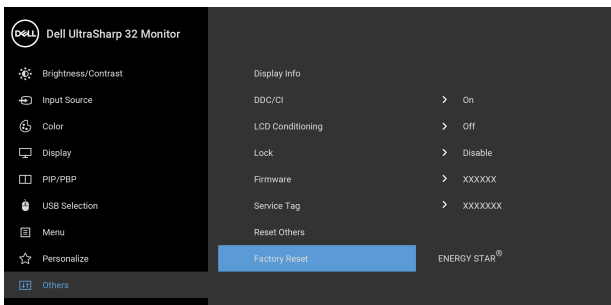 DELL Dell UltraSharp 32 Monitor
Brightness/Contrast Display Info
Input Source DDC/CI > On
Color LCD Conditioning > Off
Display Lock > Disable
PIP/PBP Firmware > XXXXXX
USB Selection Service Tag > XXXXXXX
Menu Reset Others
Personalize Factory Reset ENERGY STAR®
Others